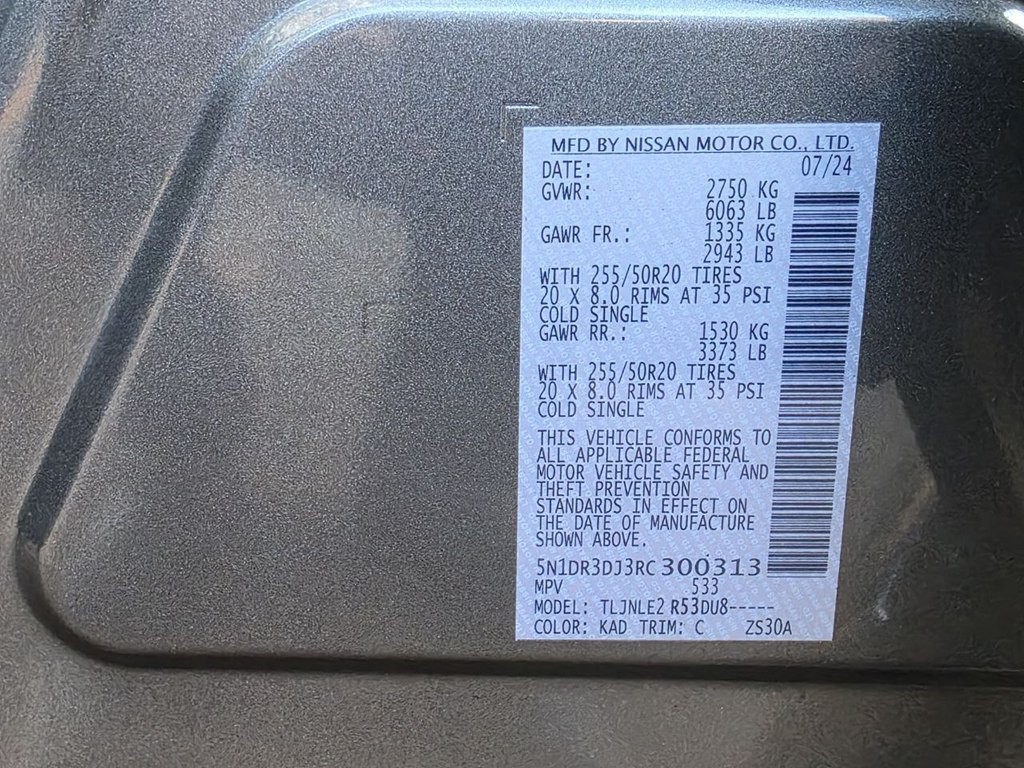 MFD BY NISSAN MOTOR CO., LTD.
DATE: 07/24
GVWR: 2750 KG
6063 LB
GAWR FR.: 1335 KG
2943 LB
WITH 255/50R20 TIRES
20 X 8.0 RIMS AT 35 PSI
COLD SINGLE
GAWR RR.: 1530 KG
3373 LB
WITH 255/50R20 TIRES
20 X 8.0 RIMS AT 35 PSI
COLD SINGLE
THIS VEHICLE CONFORMS TO
ALL APPLICABLE FEDERAL
MOTOR VEHICLE SAFETY AND
THEFT PREVENTION
STANDARDS IN EFFECT ON
THE DATE OF MANUFACTURE
SHOWN ABOVE.
5N1DR3DJ3RC300313
MPV 533
MODEL: TLJNLE2 R53DU8-----
COLOR: KAD TRIM: C ZS30A